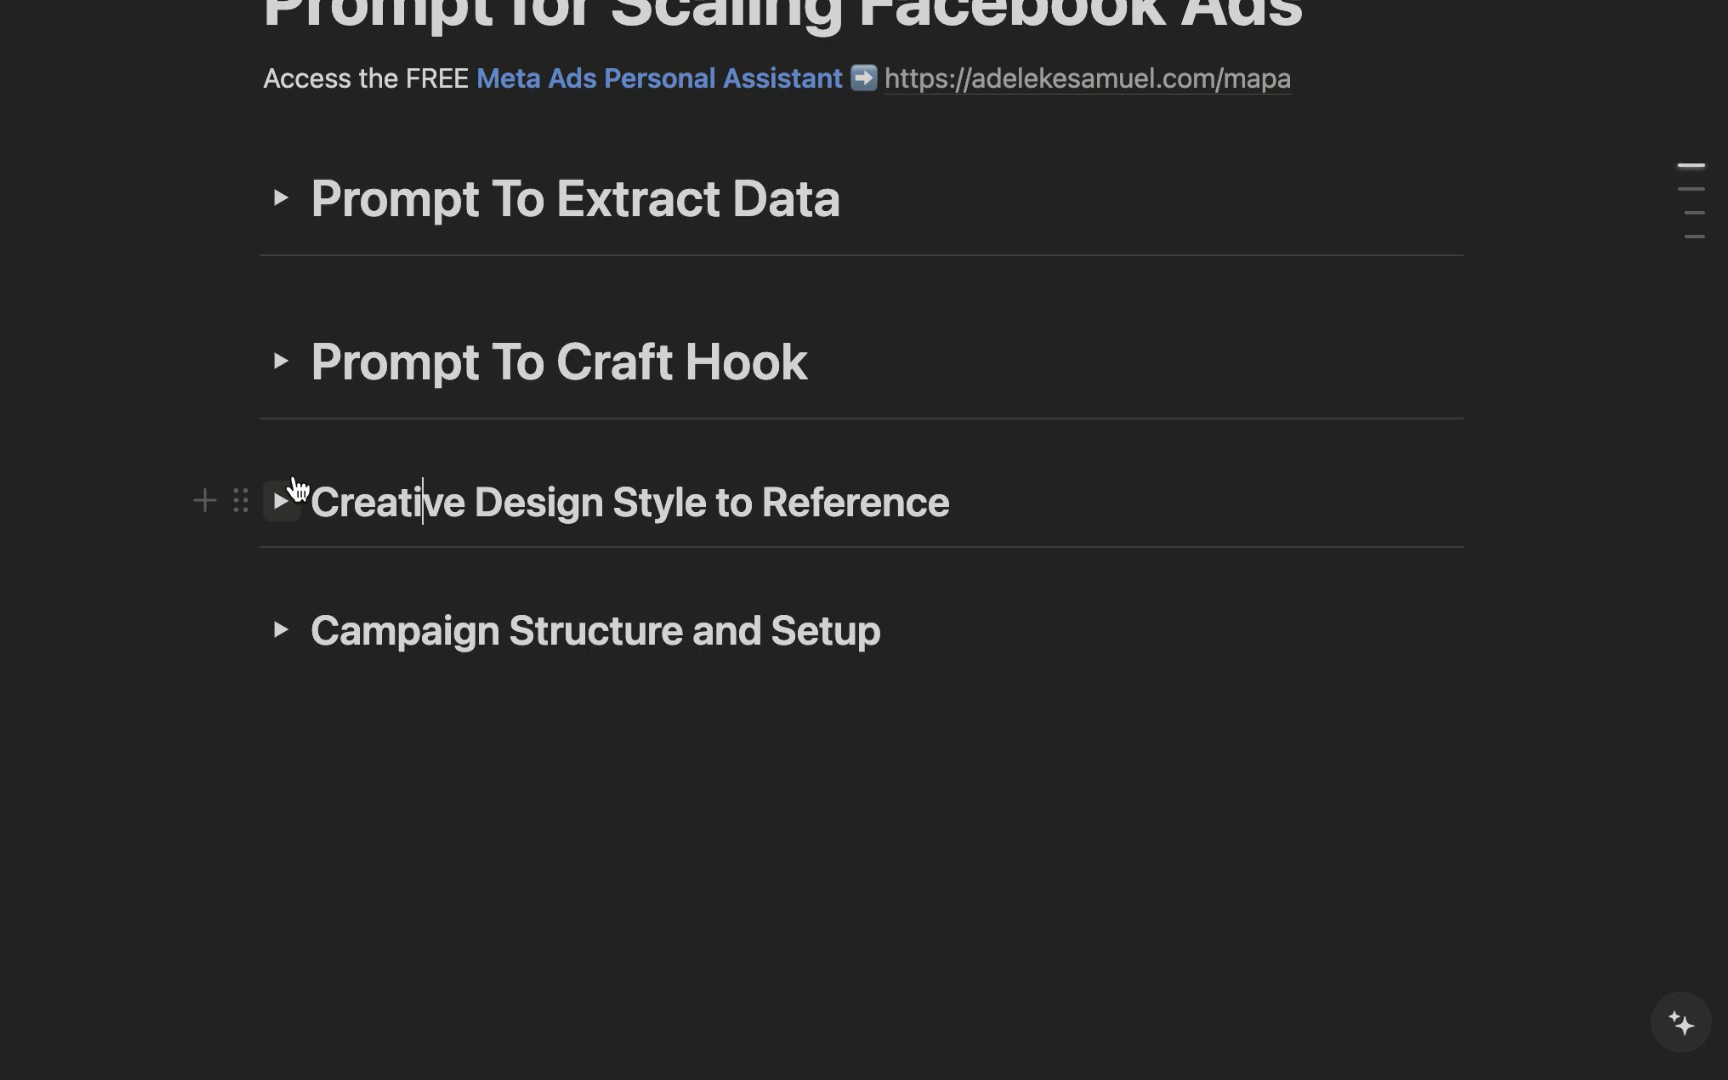 Prompt for Scaling Facebook Ads
Access the FREE Meta Ads Personal Assistant ➡️ https://adelekesamuel.com/mapa
Prompt To Extract Data
Prompt To Craft Hook
Creative Design Style to Reference
Campaign Structure and Setup